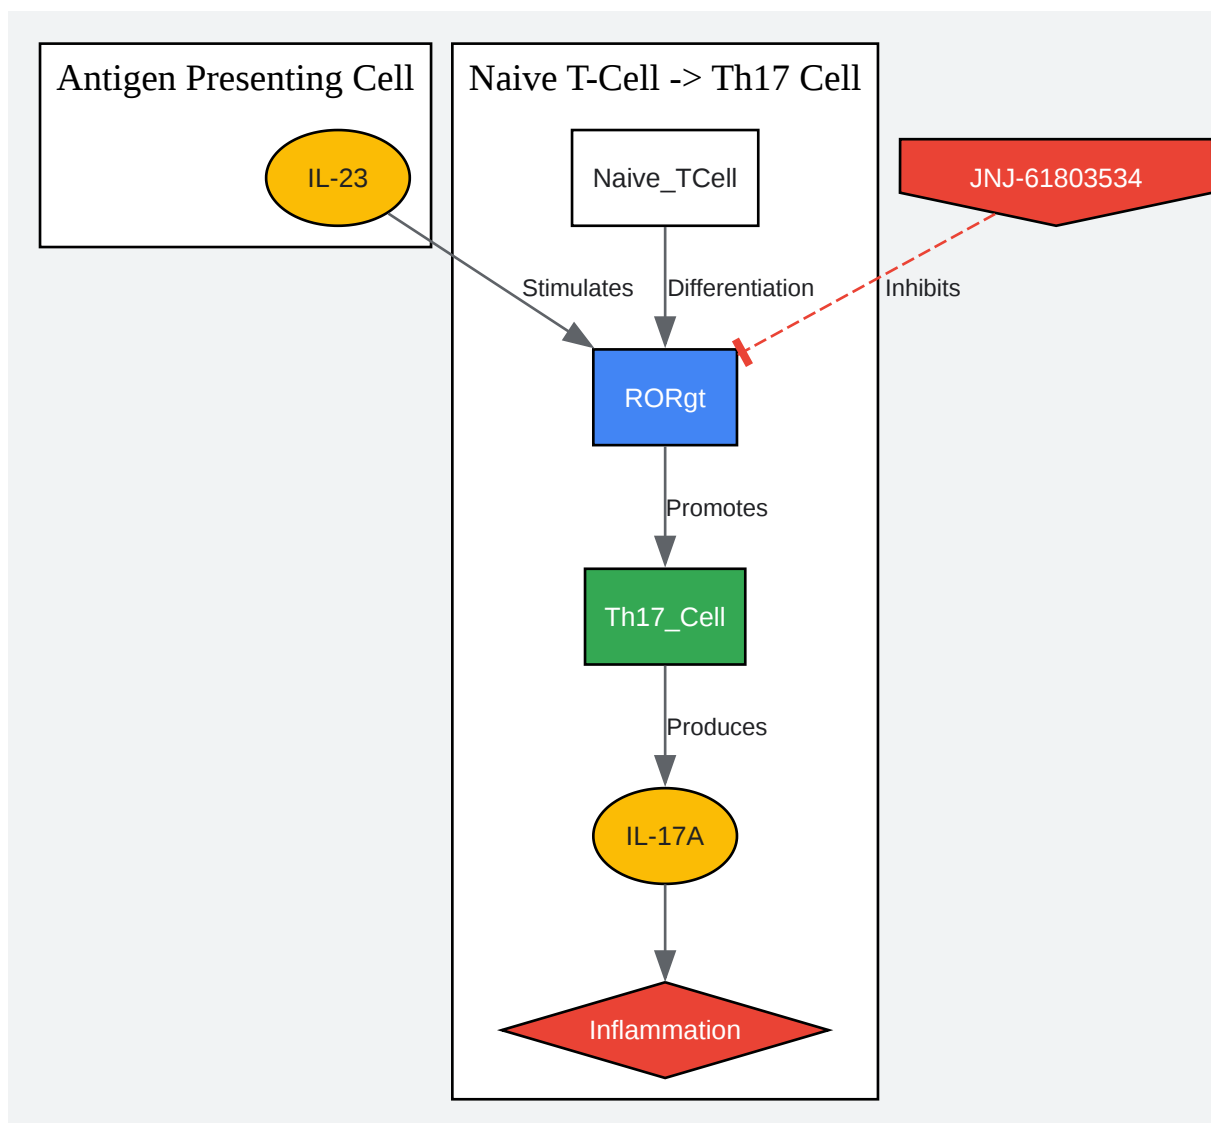 Antigen Presenting Cell
Naive T-Cell -> Th17 Cell
IL-23
Naive_TCell
JNJ-61803534
Stimulates
Differentiation
Inhibits
RORgt
Promotes
Th17_Cell
Produces
IL-17A
Inflammation